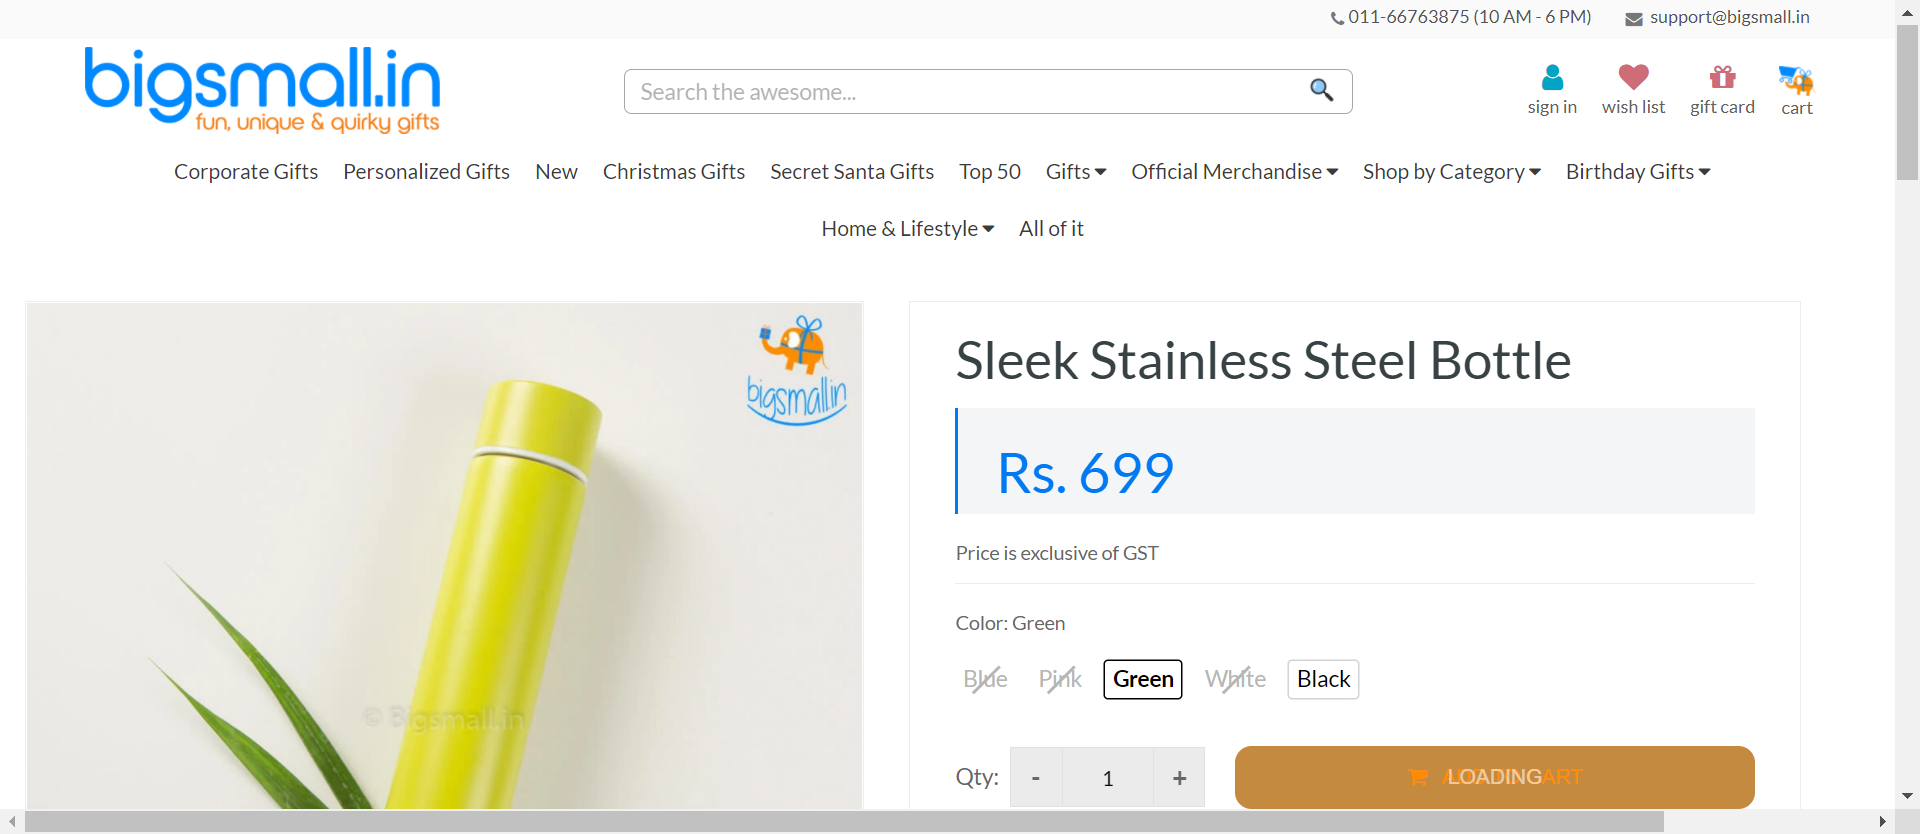 011-66763875 (10 AM - 6 PM) support@bigsmall.in
bigsmall.in
fun, unique & quirky gifts
Search the awesome...
sign in wish list gift card cart
Corporate Gifts Personalized Gifts New Christmas Gifts Secret Santa Gifts Top 50 Gifts Official Merchandise Shop by Category Birthday Gifts
Home & Lifestyle All of it
bigsmall.in
© Bigsmall.in
Sleek Stainless Steel Bottle
Rs. 699
Price is exclusive of GST
Color: Green
Blue Pink Green White Black
Qty: - 1 + LOADING